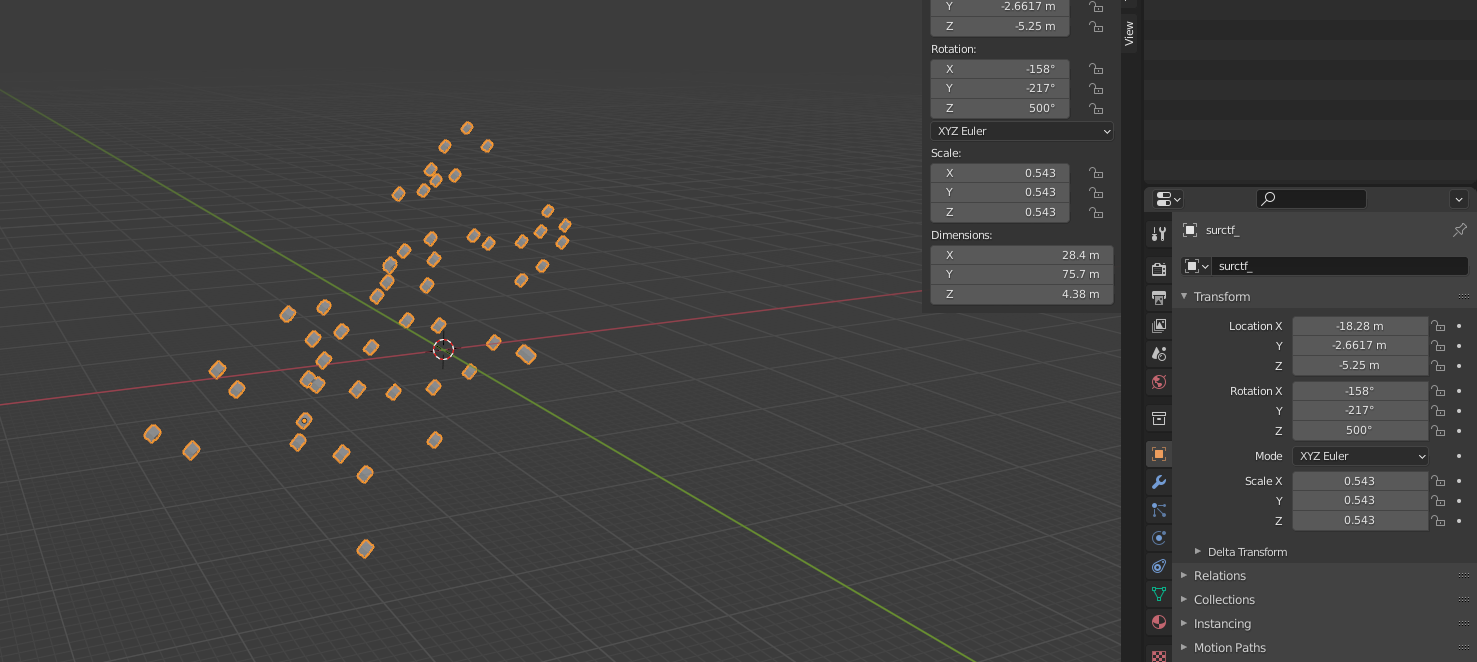 Y -2.6617 m
Z -5.25 m
View
Rotation:
X -158°
Y -217°
Z 500°
XYZ Euler
Scale:
X 0.543
Y 0.543
Z 0.543
Dimensions:
X 28.4 m
Y 75.7 m
Z 4.38 m
surctf_
surctf_
Transform
Location X -18.28 m
Y -2.6617 m
Z -5.25 m
Rotation X -158°
Y -217°
Z 500°
Mode XYZ Euler
Scale X 0.543
Y 0.543
Z 0.543
Delta Transform
Relations
Collections
Instancing
Motion Paths